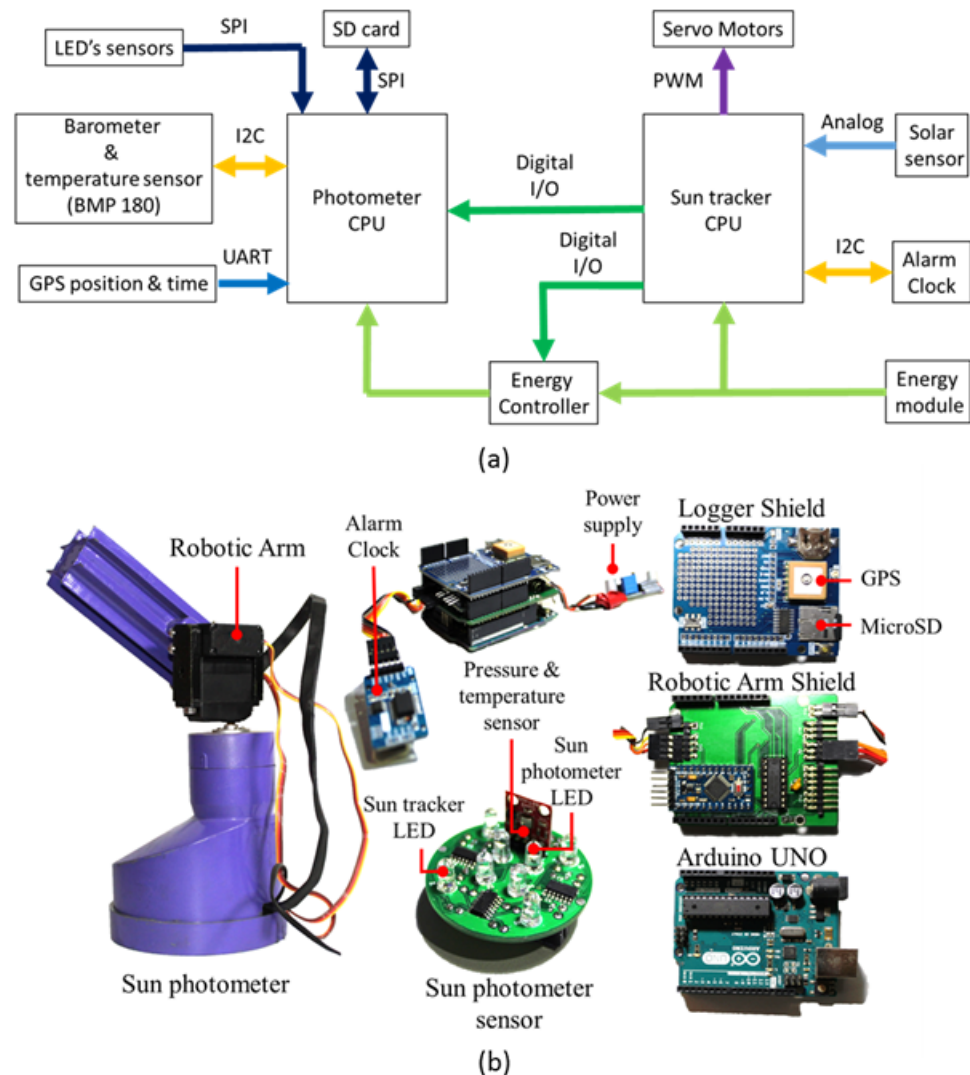 LED's sensors
SPI
SD card
SPI
Servo Motors
PWM
Barometer
&
temperature sensor
(BMP 180)
I2C
Photometer
CPU
Digital
I/O
Digital
I/O
Sun tracker
CPU
Analog
Solar
sensor
GPS position & time
UART
I2C
Alarm
Clock
Energy
Controller
Energy
module
(a)
Robotic Arm
Alarm
Clock
Power
supply
Logger Shield
GPS
MicroSD
Pressure &
temperature
sensor
Robotic Arm Shield
Sun
photometer
LED
Sun tracker
LED
Arduino UNO
UNO
ARDUINO
Sun photometer
Sun photometer
sensor
(b)